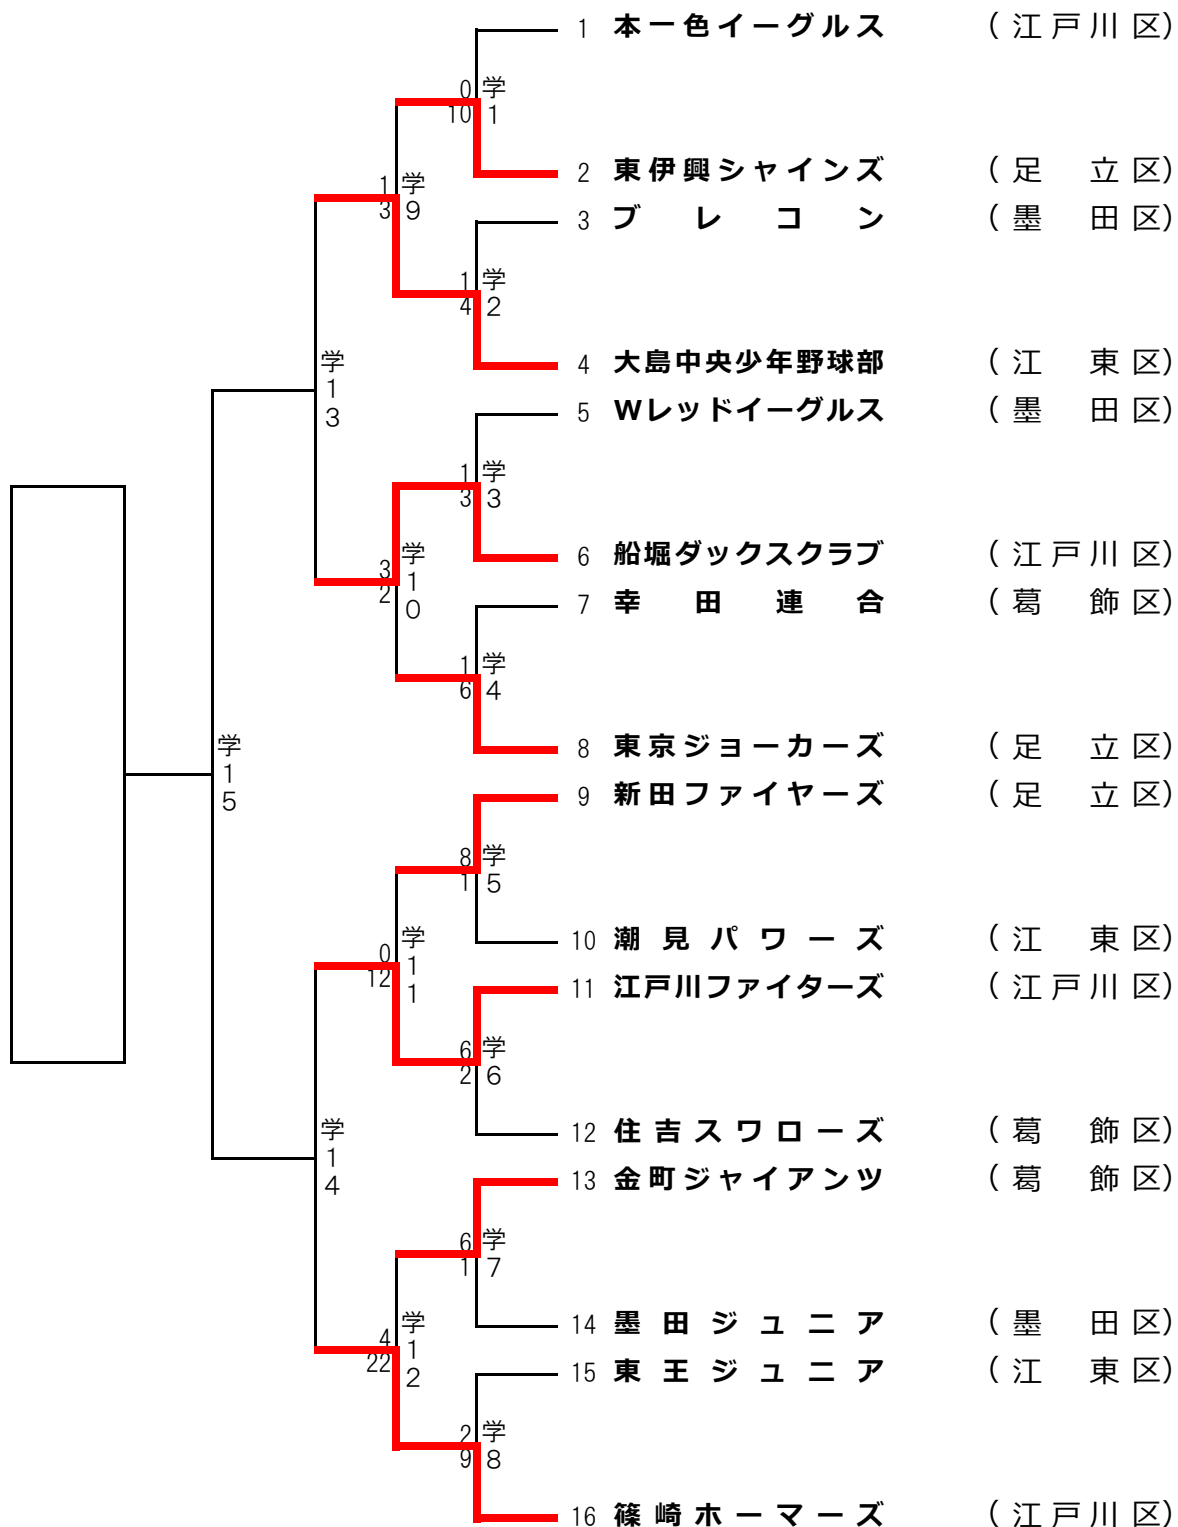 1 本一色イーグルス （江戸川区）
0 学1
10
2 東伊興シャインズ （足立区）
1 学9
3
3 ブレコン （墨田区）
1 学2
4
4 大島中央少年野球部 （江東区）
学13
5 Wレッドイーグルス （墨田区）
1 学3
3
6 船堀ダックスクラブ （江戸川区）
3 学10
2
7 幸田連合 （葛飾区）
1 学4
6
8 東京ジョーカーズ （足立区）
学15
9 新田ファイヤーズ （足立区）
8 学5
1
10 潮見パワーズ （江東区）
0 学11
12
11 江戸川ファイターズ （江戸川区）
6 学6
2
12 住吉スワローズ （葛飾区）
学14
13 金町ジャイアンツ （葛飾区）
6 学7
1
14 墨田ジュニア （墨田区）
4 学12
22
15 東王ジュニア （江東区）
2 学8
9
16 篠崎ホーマーズ （江戸川区）